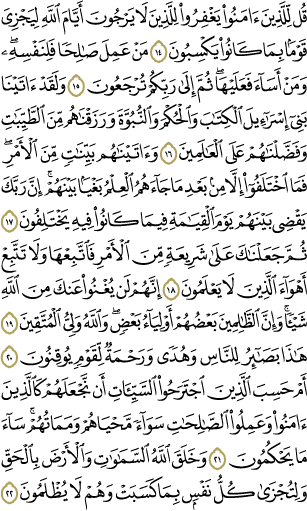 قُل لِّلَّذِينَ ءَامَنُوا۟ يَغْفِرُوا۟ لِلَّذِينَ لَا يَرْجُونَ أَيَّامَ ٱللَّهِ لِيَجْزِىَ
قَوْمًۢا بِمَا كَانُوا۟ يَكْسِبُونَ ١٤ مَنْ عَمِلَ صَٰلِحًا فَلِنَفْسِهِۦ ۖ
وَمَنْ أَسَآءَ فَعَلَيْهَا ۖ ثُمَّ إِلَىٰ رَبِّكُمْ تُرْجَعُونَ ١٥ وَلَقَدْ ءَاتَيْنَا
بَنِىٓ إِسْرَٰٓءِيلَ ٱلْكِتَٰبَ وَٱلْحُكْمَ وَٱلنُّبُوَّةَ وَرَزَقْنَٰهُم مِّنَ ٱلطَّيِّبَٰتِ
وَفَضَّلْنَٰهُمْ عَلَى ٱلْعَٰلَمِينَ ١٦ وَءَاتَيْنَٰهُم بَيِّنَٰتٍ مِّنَ ٱلْأَمْرِ ۖ
فَمَا ٱخْتَلَفُوٓا۟ إِلَّا مِنۢ بَعْدِ مَا جَآءَهُمُ ٱلْعِلْمُ بَغْيًۢا بَيْنَهُمْ ۚ إِنَّ رَبَّكَ
يَقْضِى بَيْنَهُمْ يَوْمَ ٱلْقِيَٰمَةِ فِيمَا كَانُوا۟ فِيهِ يَخْتَلِفُونَ ١٧
ثُمَّ جَعَلْنَٰكَ عَلَىٰ شَرِيعَةٍ مِّنَ ٱلْأَمْرِ فَٱتَّبِعْهَا وَلَا تَتَّبِعْ
أَهْوَآءَ ٱلَّذِينَ لَا يَعْلَمُونَ ١٨ إِنَّهُمْ لَن يُغْنُوا۟ عَنكَ مِنَ ٱللَّهِ
شَيْـًٔا ۚ وَإِنَّ ٱلظَّٰلِمِينَ بَعْضُهُمْ أَوْلِيَآءُ بَعْضٍ ۖ وَٱللَّهُ وَلِىُّ ٱلْمُتَّقِينَ ١٩
هَٰذَا بَصَٰٓئِرُ لِلنَّاسِ وَهُدًى وَرَحْمَةٌ لِّقَوْمٍ يُوقِنُونَ ٢٠
أَمْ حَسِبَ ٱلَّذِينَ ٱجْتَرَحُوا۟ ٱلسَّيِّـَٔاتِ أَن نَّجْعَلَهُمْ كَٱلَّذِينَ
ءَامَنُوا۟ وَعَمِلُوا۟ ٱلصَّٰلِحَٰتِ سَوَآءً مَّحْيَاهُمْ وَمَمَاتُهُمْ ۚ سَآءَ
مَا يَحْكُمُونَ ٢١ وَخَلَقَ ٱللَّهُ ٱلسَّمَٰوَٰتِ وَٱلْأَرْضَ بِٱلْحَقِّ
وَلِتُجْزَىٰ كُلُّ نَفْسٍۭ بِمَا كَسَبَتْ وَهُمْ لَا يُظْلَمُونَ ٢٢